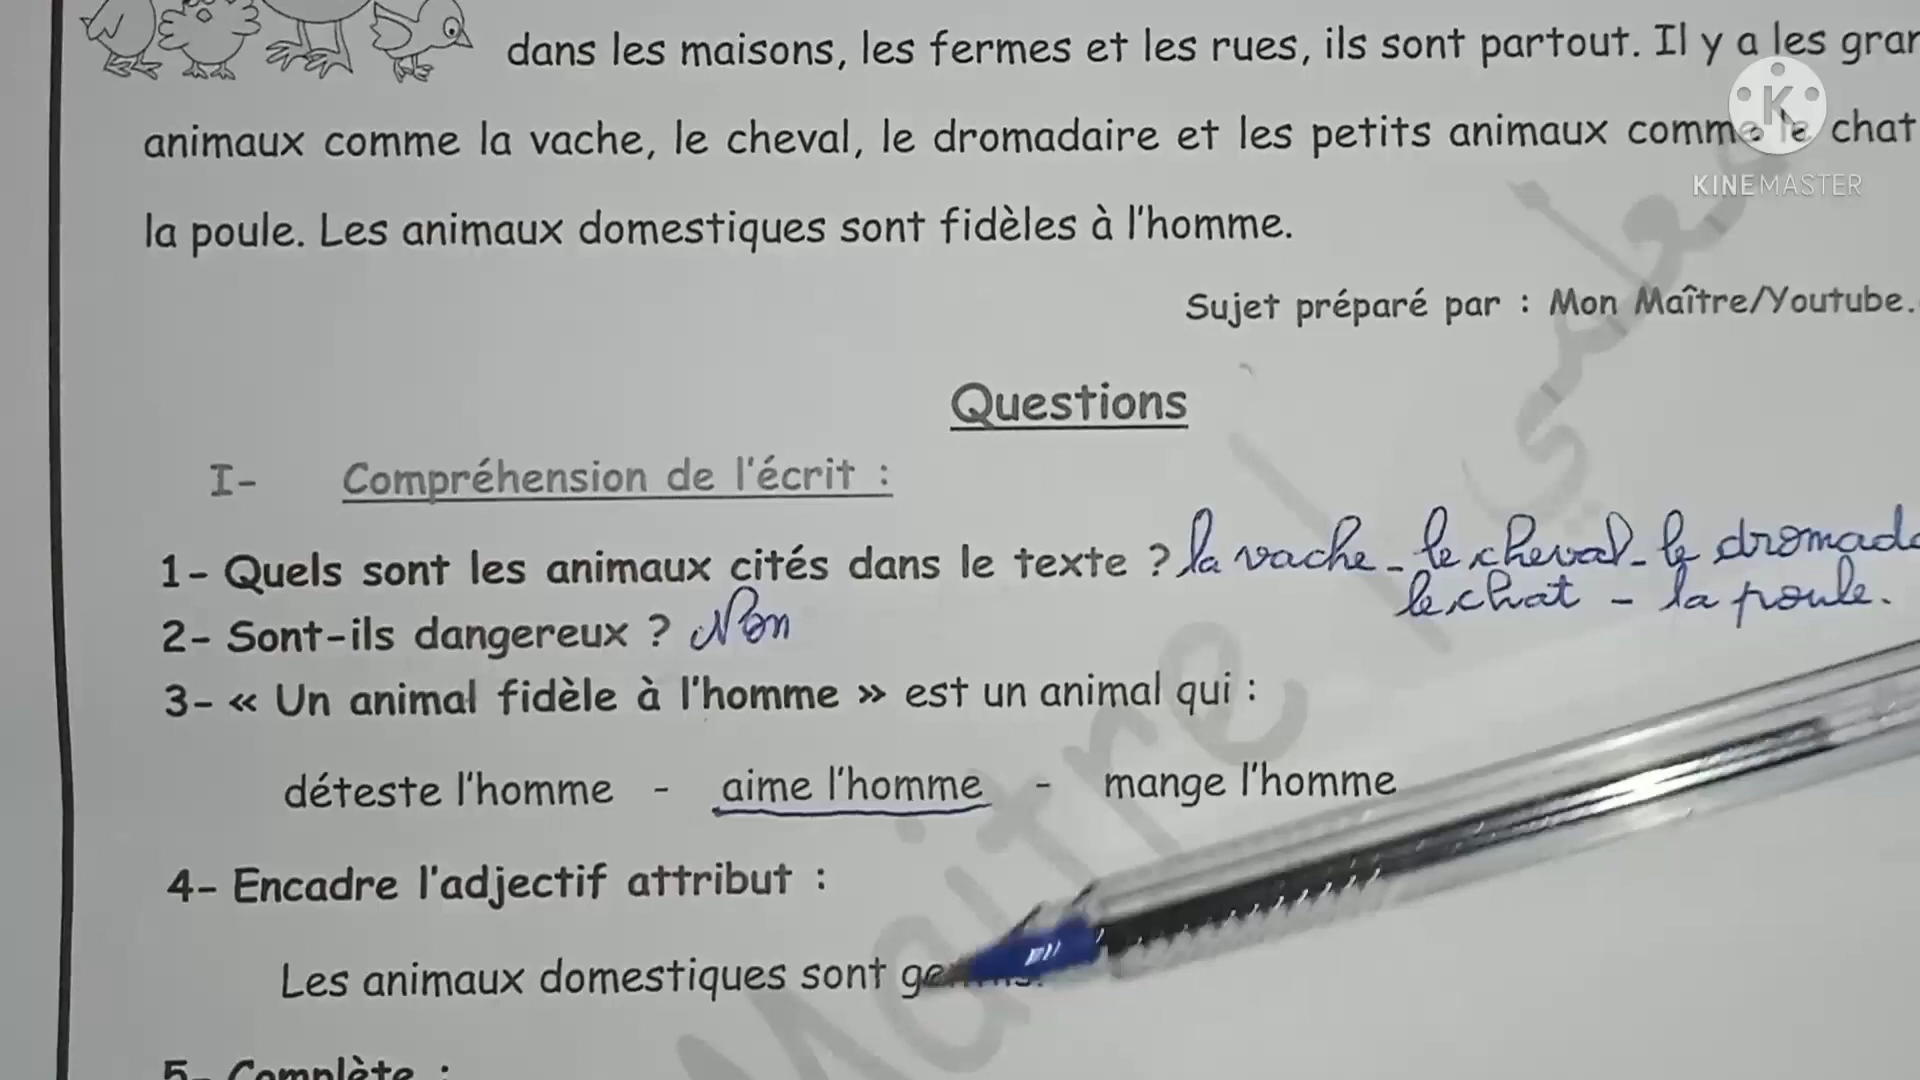 dans les maisons, les fermes et les rues, ils sont partout. Il y a les
animaux comme la vache, le cheval, le dromadaire et les petits animaux comme le chat
la poule. Les animaux domestiques sont fidèles à l'homme.
KINEMASTER
Sujet préparé par : Mon Maître/Youtube.
Questions
I- Compréhension de l'écrit :
1- Quels sont les animaux cités dans le texte ? la vache - le cheval - le
le chat - la poule.
2- Sont-ils dangereux ? Non
3- « Un animal fidèle à l'homme » est un animal qui :
déteste l'homme - aime l'homme - mange l'homme
4- Encadre l'adjectif attribut :
Les animaux domestiques sont
5- Complète :
Maitre